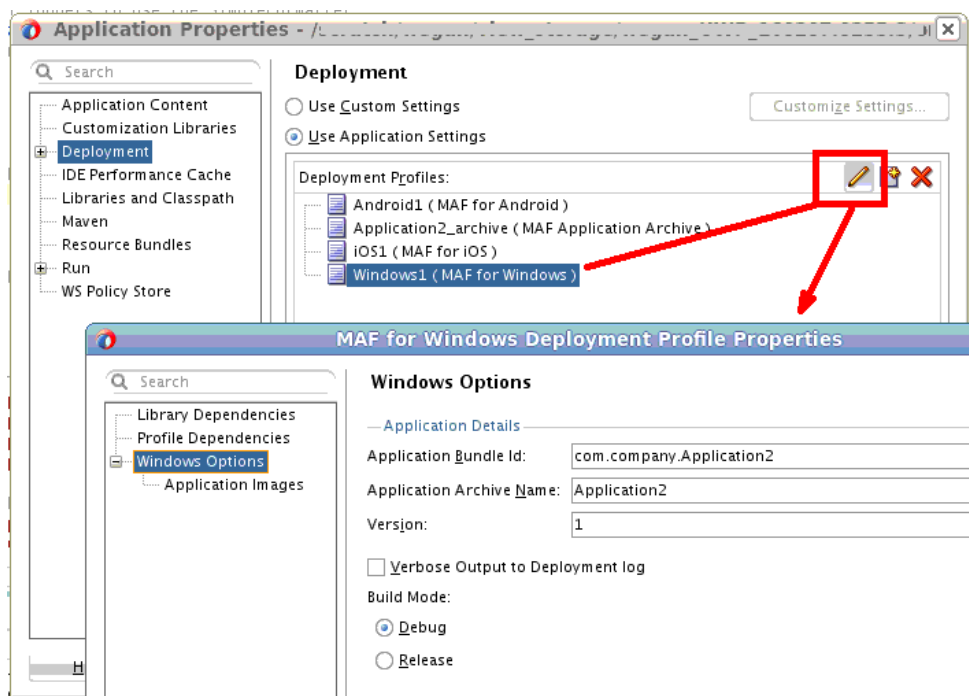 Application Properties -
Search
Application Content
Customization Libraries
Deployment
IDE Performance Cache
Libraries and Classpath
Maven
Resource Bundles
Run
WS Policy Store
Deployment
Use Custom Settings
Customize Settings...
Use Application Settings
Deployment Profiles:
Android1 ( MAF for Android )
Application2_archive ( MAF Application Archive )
iOS1 ( MAF for iOS )
Windows1 ( MAF for Windows )
MAF for Windows Deployment Profile Properties
Search
Library Dependencies
Profile Dependencies
Windows Options
Application Images
Windows Options
Application Details
Application Bundle Id: com.company.Application2
Application Archive Name: Application2
Version: 1
Verbose Output to Deployment log
Build Mode:
Debug
Release
H